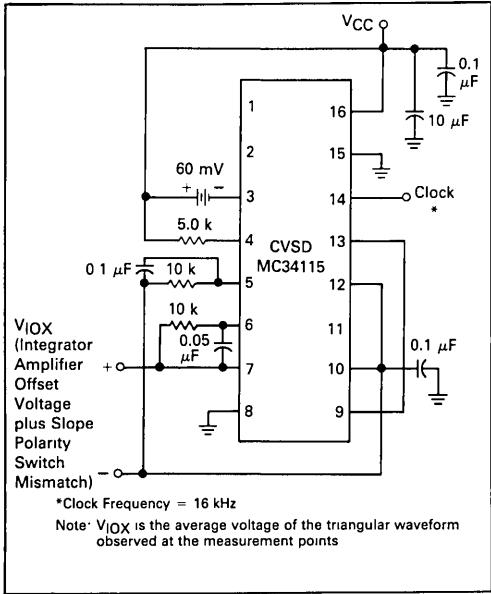 VCC
0.1
μF
10 μF
1
16
2
15
60 mV
+ −
3
14
Clock
*
5.0 k
4
CVSD
MC34115
13
0 1 μF
10 k
5
12
10 k
6
11
0.05
μF
0.1 μF
VIOX
(Integrator
Amplifier
Offset
Voltage
plus Slope
Polarity
Switch
Mismatch)
+
7
10
8
9
−
*Clock Frequency = 16 kHz
Note· VIOX is the average voltage of the triangular waveform
observed at the measurement points